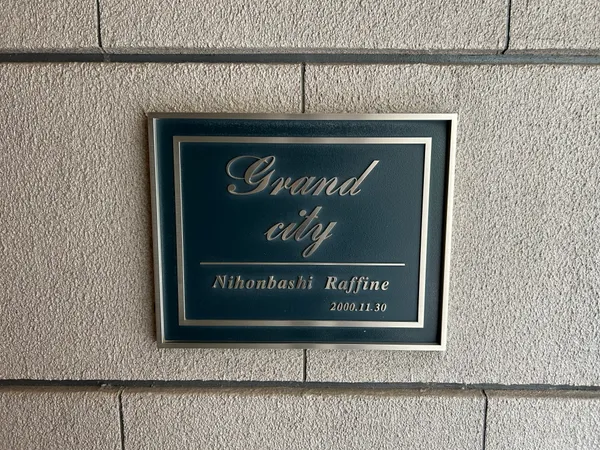 Grand
city
Nihonbashi Raffine
2000.11.30